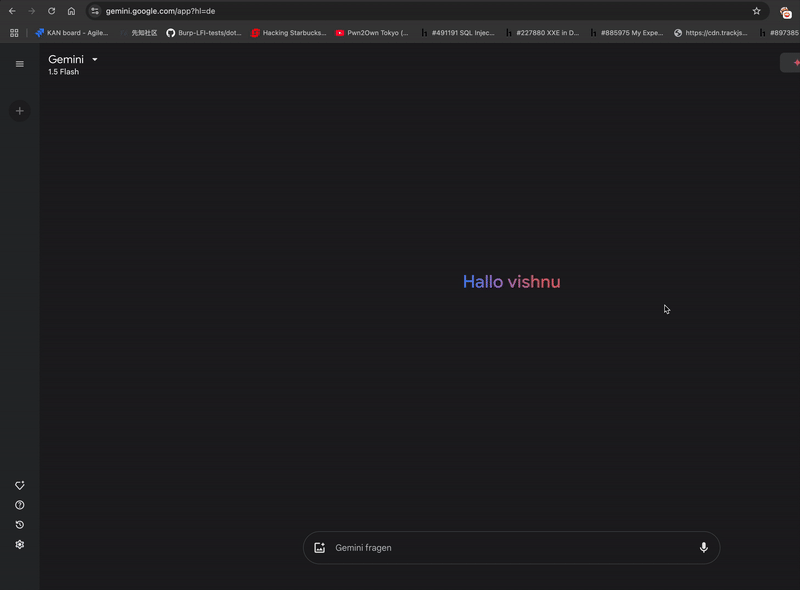 gemini.google.com/app?hl=de
KAN board - Agile...
先知社区
Burp-LFI-tests/dot...
Hacking Starbucks...
Pwn2Own Tokyo (...
#491191 SQL Injec...
#227880 XXE in D...
#885975 My Expe...
https://cdn.trackjs...
#897385
Gemini
1.5 Flash
Hallo vishnu
Gemini fragen